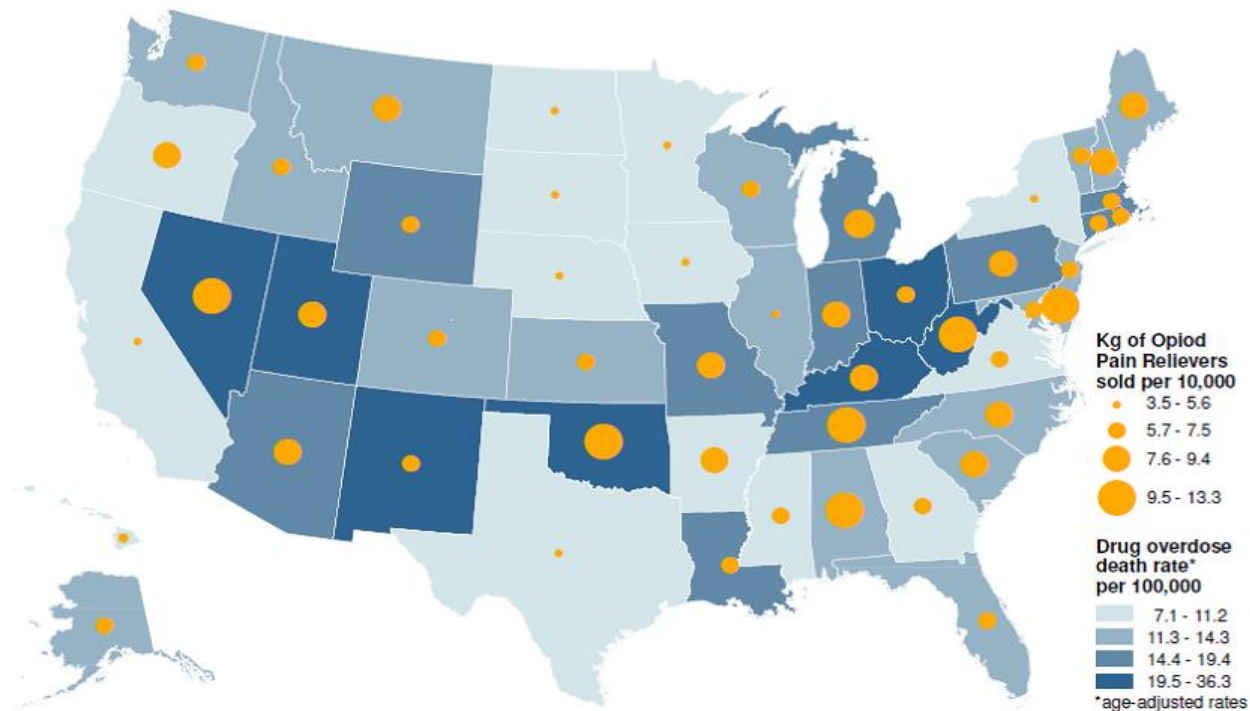 Kg of Opiod
Pain Relievers
sold per 10,000
3.5 - 5.6
5.7 - 7.5
7.6 - 9.4
9.5 - 13.3
Drug overdose
death rate*
per 100,000
7.1 - 11.2
11.3 - 14.3
14.4 - 19.4
19.5 - 36.3
*age-adjusted rates